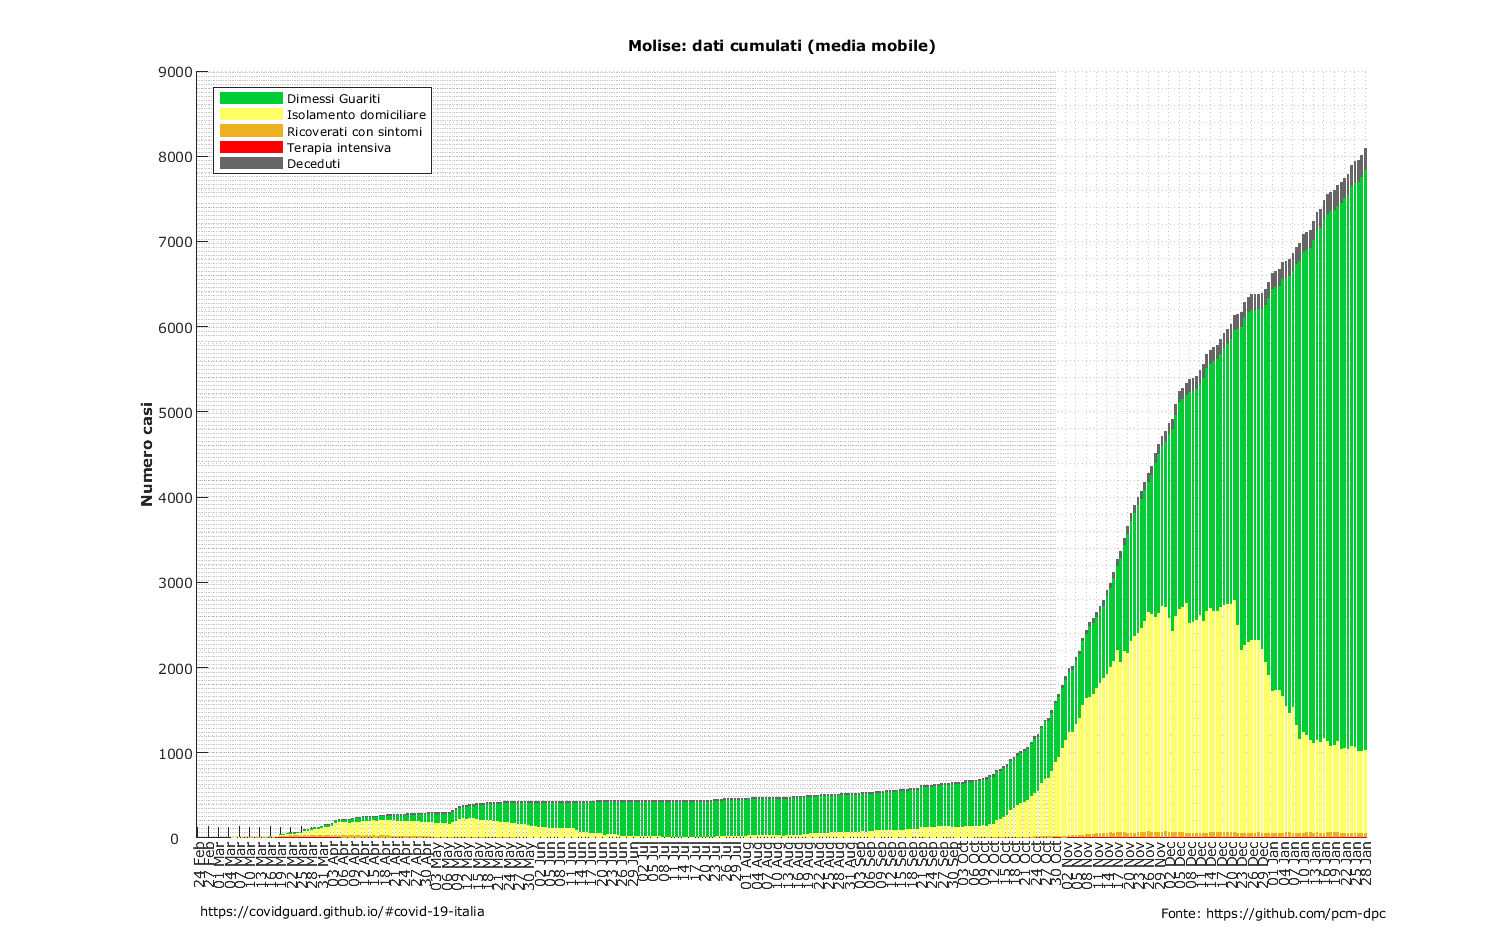 Molise: dati cumulati (media mobile)
Numero casi
9000
8000
7000
6000
5000
4000
3000
2000
1000
0
Dimessi Guariti
Isolamento domiciliare
Ricoverati con sintomi
Terapia intensiva
Deceduti
24 Feb
27 Feb
01 Mar
04 Mar
07 Mar
10 Mar
13 Mar
16 Mar
19 Mar
22 Mar
25 Mar
28 Mar
31 Mar
03 Apr
06 Apr
09 Apr
12 Apr
15 Apr
18 Apr
21 Apr
24 Apr
27 Apr
30 Apr
03 May
06 May
09 May
12 May
15 May
18 May
21 May
24 May
27 May
30 May
02 Jun
05 Jun
08 Jun
11 Jun
14 Jun
17 Jun
20 Jun
23 Jun
26 Jun
29 Jun
02 Jul
05 Jul
08 Jul
11 Jul
14 Jul
17 Jul
20 Jul
23 Jul
26 Jul
29 Jul
01 Aug
04 Aug
07 Aug
10 Aug
13 Aug
16 Aug
19 Aug
22 Aug
25 Aug
28 Aug
31 Aug
03 Sep
06 Sep
09 Sep
12 Sep
15 Sep
18 Sep
21 Sep
24 Sep
27 Sep
30 Sep
03 Oct
06 Oct
09 Oct
12 Oct
15 Oct
18 Oct
21 Oct
24 Oct
27 Oct
30 Oct
02 Nov
05 Nov
08 Nov
11 Nov
14 Nov
17 Nov
20 Nov
23 Nov
26 Nov
29 Nov
02 Dec
05 Dec
08 Dec
11 Dec
14 Dec
17 Dec
20 Dec
23 Dec
26 Dec
29 Dec
01 Jan
04 Jan
07 Jan
10 Jan
13 Jan
16 Jan
19 Jan
22 Jan
25 Jan
28 Jan
https://covidguard.github.io/#covid-19-italia
Fonte: https://github.com/pcm-dpc